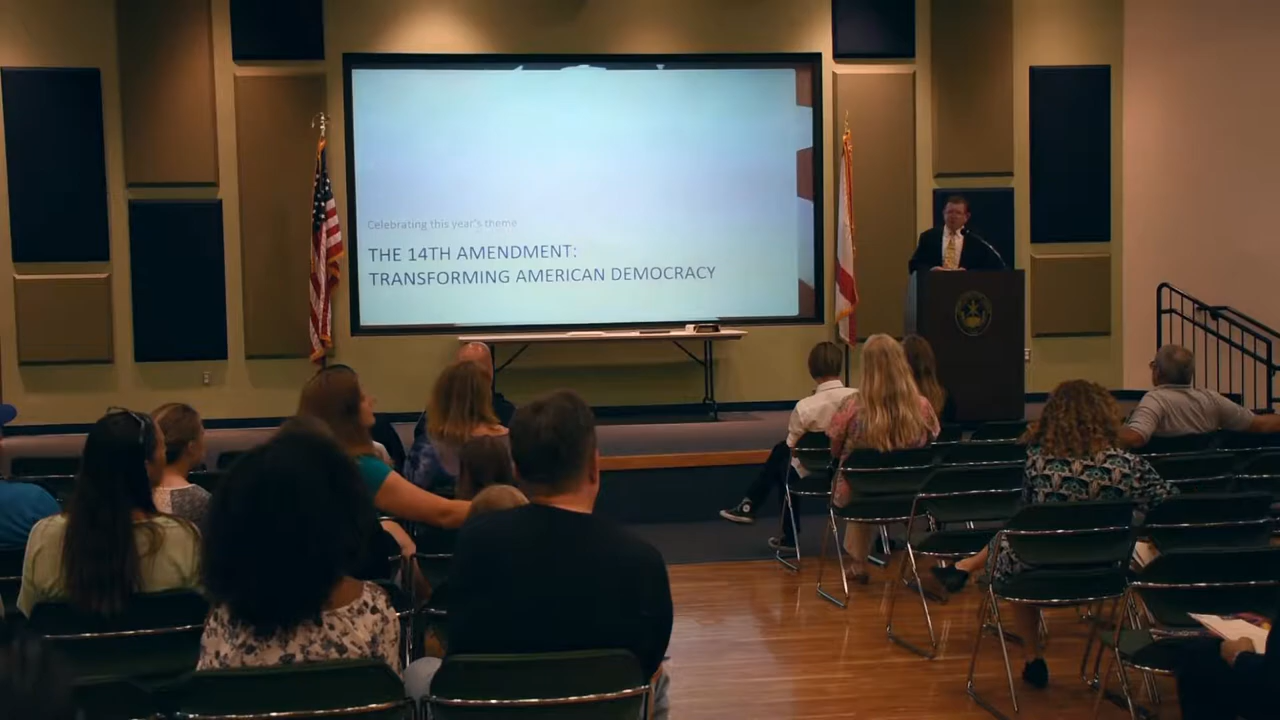 Celebrating this year's theme
THE 14TH AMENDMENT:
TRANSFORMING AMERICAN DEMOCRACY